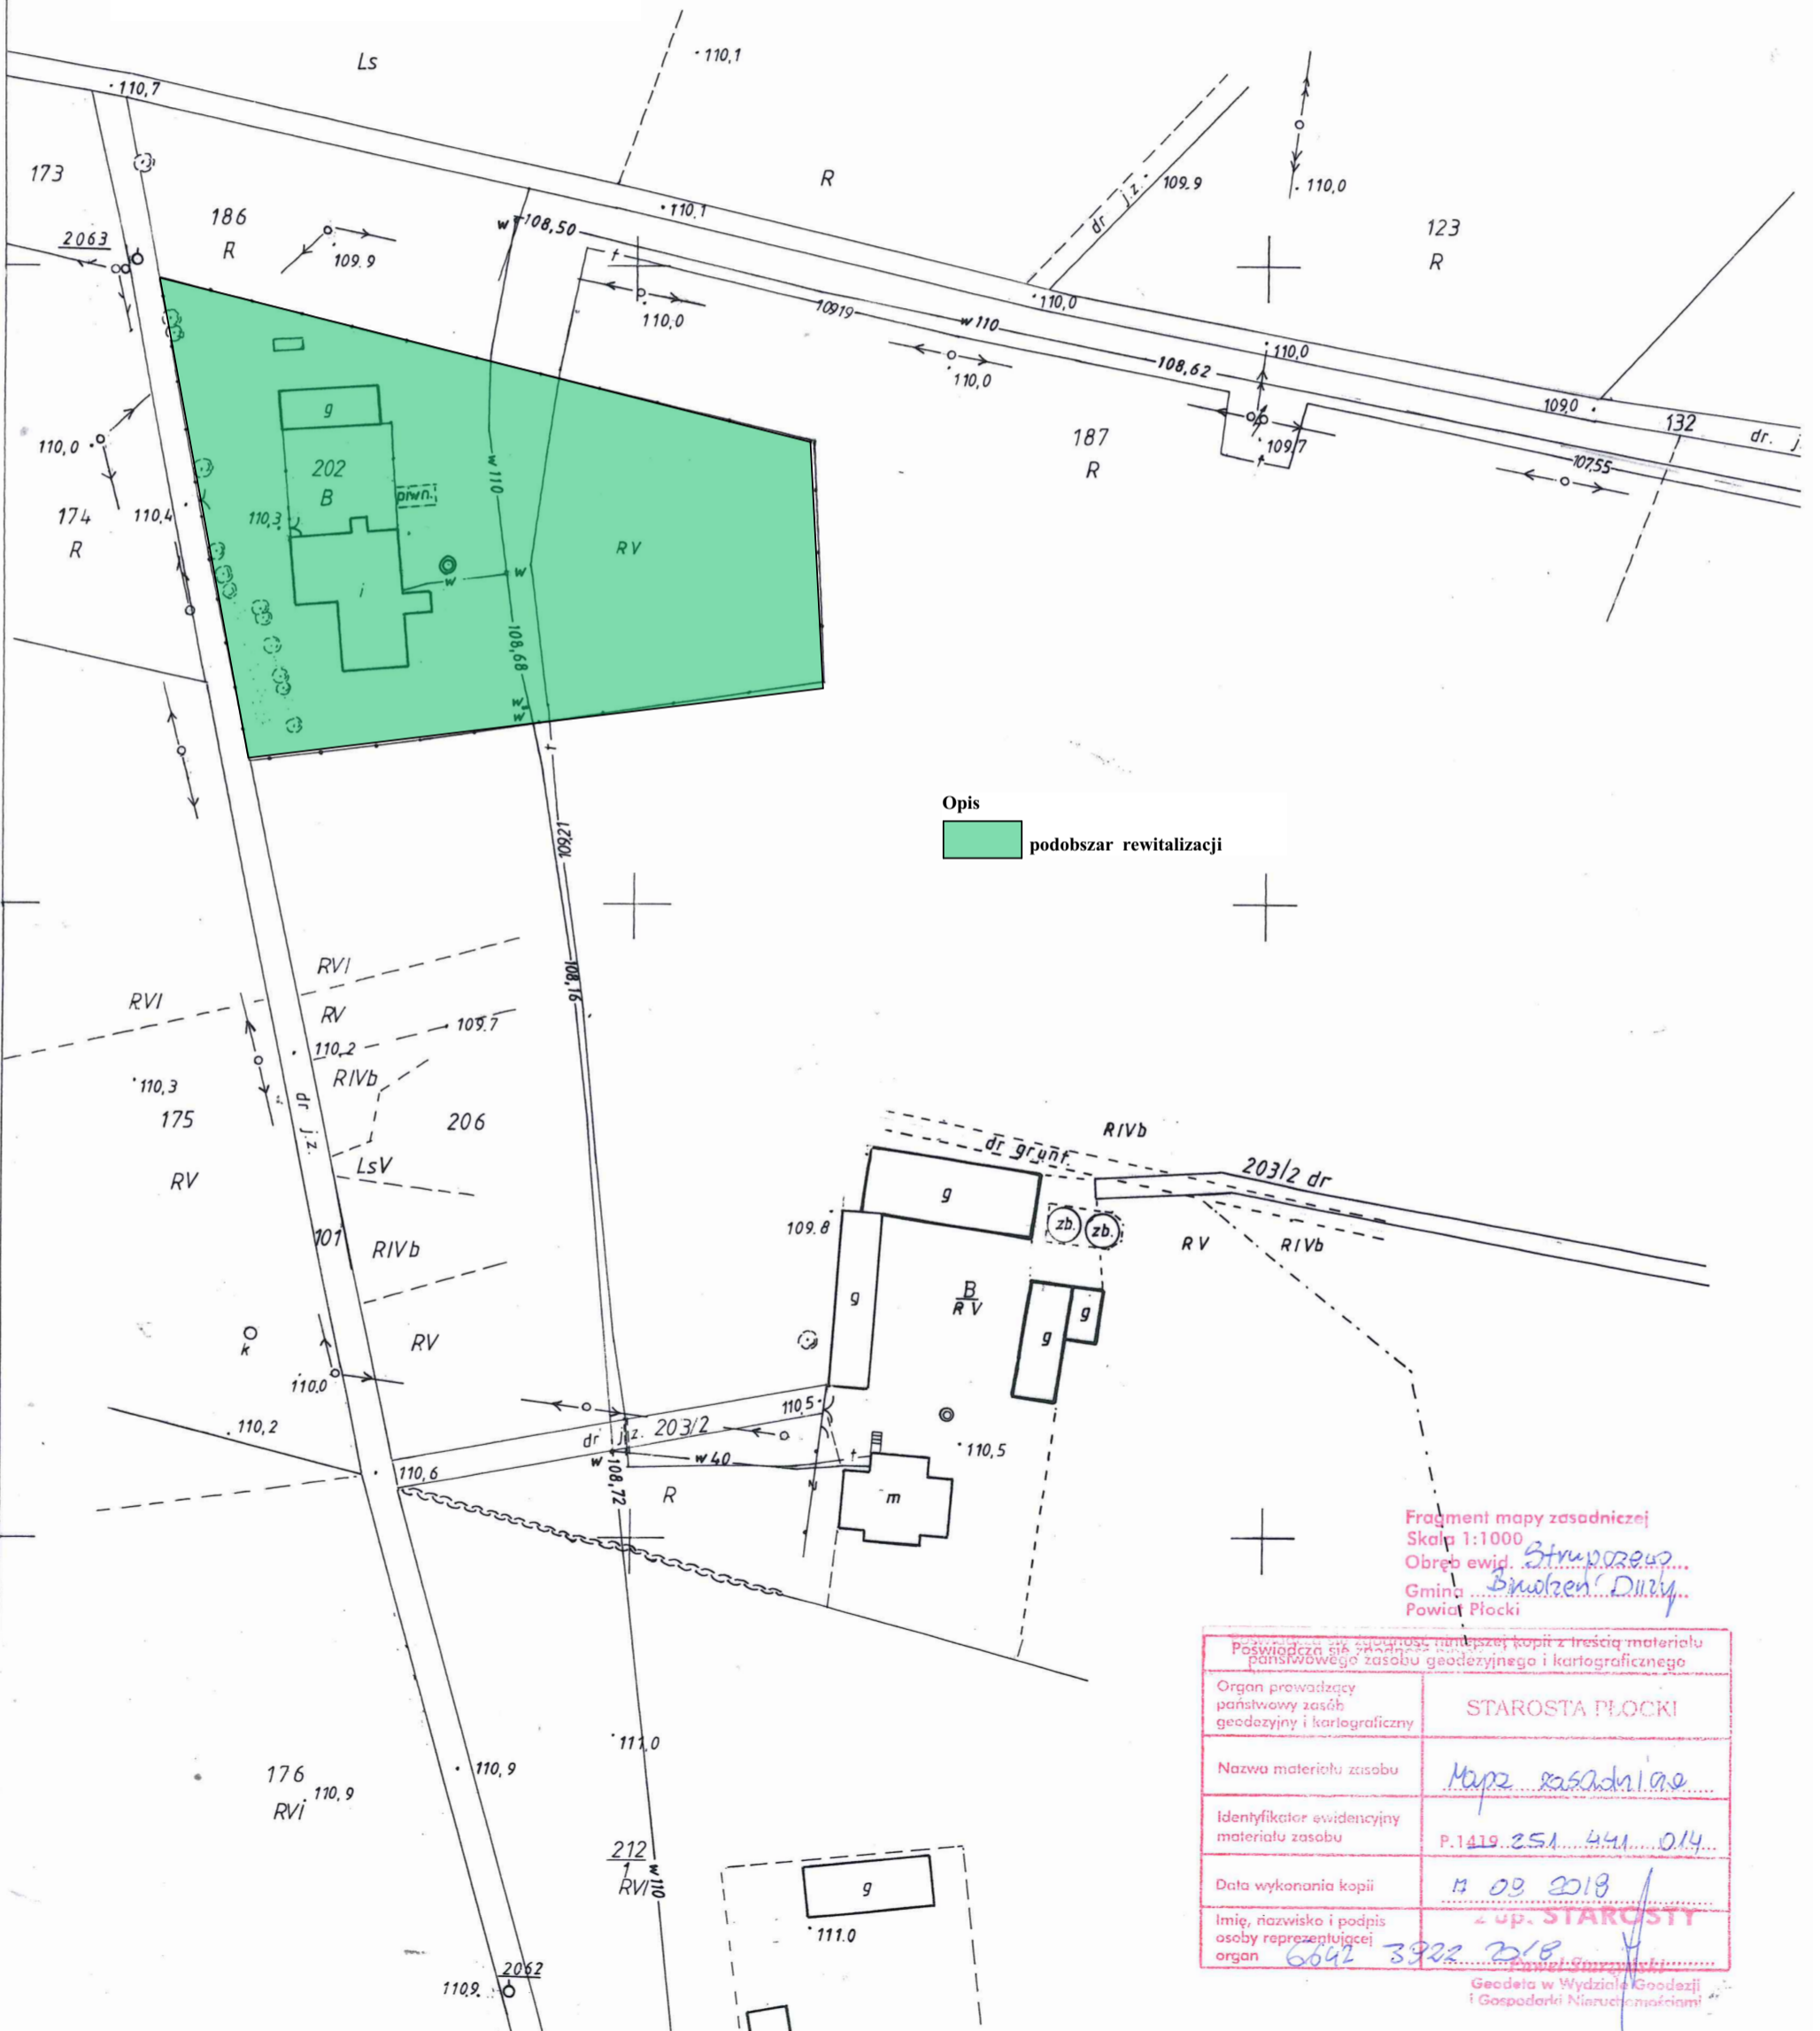 Ls
110,1
110,7
173
R
109.9
110,0
186
R
110.1
dr j.z.
123
R
2063
w 108,50
109.9
t
110,0
110,0
10919
w 110
110,0
110,0
108,62
109,0
132
dr. j.
g
187
R
109.7
t
107,55
110,0
202
B
w 110
piwn.
174
R
110,4
110,3
RV
w
w
i
108,68
w
w
t
Opis
podobszar rewitalizacji
108,16
RVI
RVI
RV
109.7
110,2
110,3
RIVb
175
dr j.z.
206
RIVb
dr grunt.
LsV
203/2 dr
RV
g
109.8
zb.
zb.
101
RIVb
RV
RIVb
g
B
RV
g
g
k
RV
110.0
110,5
110,2
dr j.z. 203/2
110,5
w
w 40
t
110,6
108,72
R
m
Fragment mapy zasadniczej
Skala 1:1000
Obręb ewid. Strupczewo
Gmina Brudzeń Duży
Powiat Płocki
Poświadcza się zgodność niniejszej kopii z treścią materiału
państwowego zasobu geodezyjnego i kartograficznego
Organ prowadzący
państwowy zasób
geodezyjny i kartograficzny
STAROSTA PŁOCKI
111.0
176
110,9
RVI 110,9
Nazwa materiału zasobu
Mapa zasadnicza
Identyfikator ewidencyjny
materiału zasobu
P.1419 251 441 014
212
1
RVI
w 110
g
Data wykonania kopii
09 2018
111.0
z up. STAROSTY
Imię, nazwisko i podpis
osoby reprezentującej
organ
6642 3922 2018
Geodeta w Wydziale Geodezji
i Gospodarki Nieruchomościami
2062
110.9